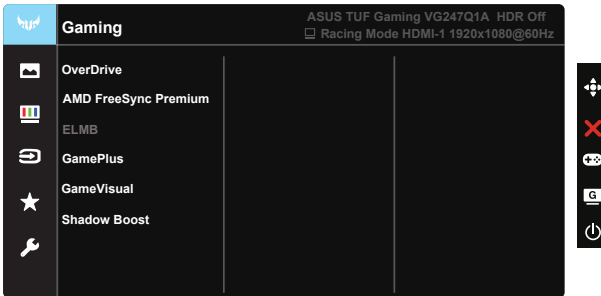 Gaming
ASUS TUF Gaming VG247Q1A HDR Off
Racing Mode HDMI-1 1920x1080@60Hz
OverDrive
AMD FreeSync Premium
ELMB
GamePlus
GameVisual
Shadow Boost
G